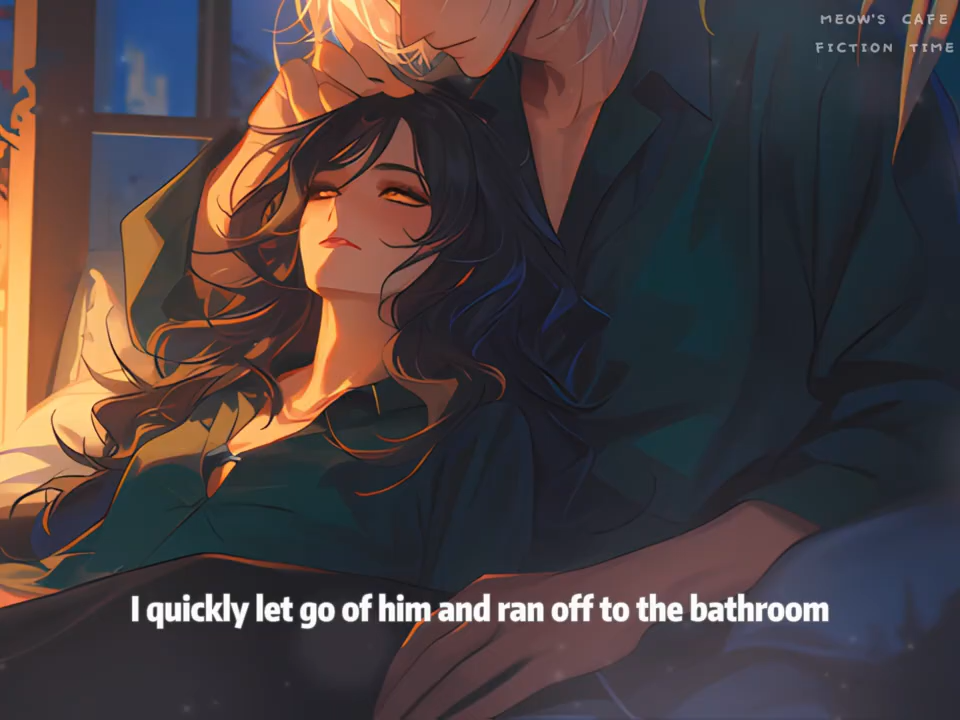 MEOW'S CAFE
FICTION TIME
I quickly let go of him and ran off to the bathroom